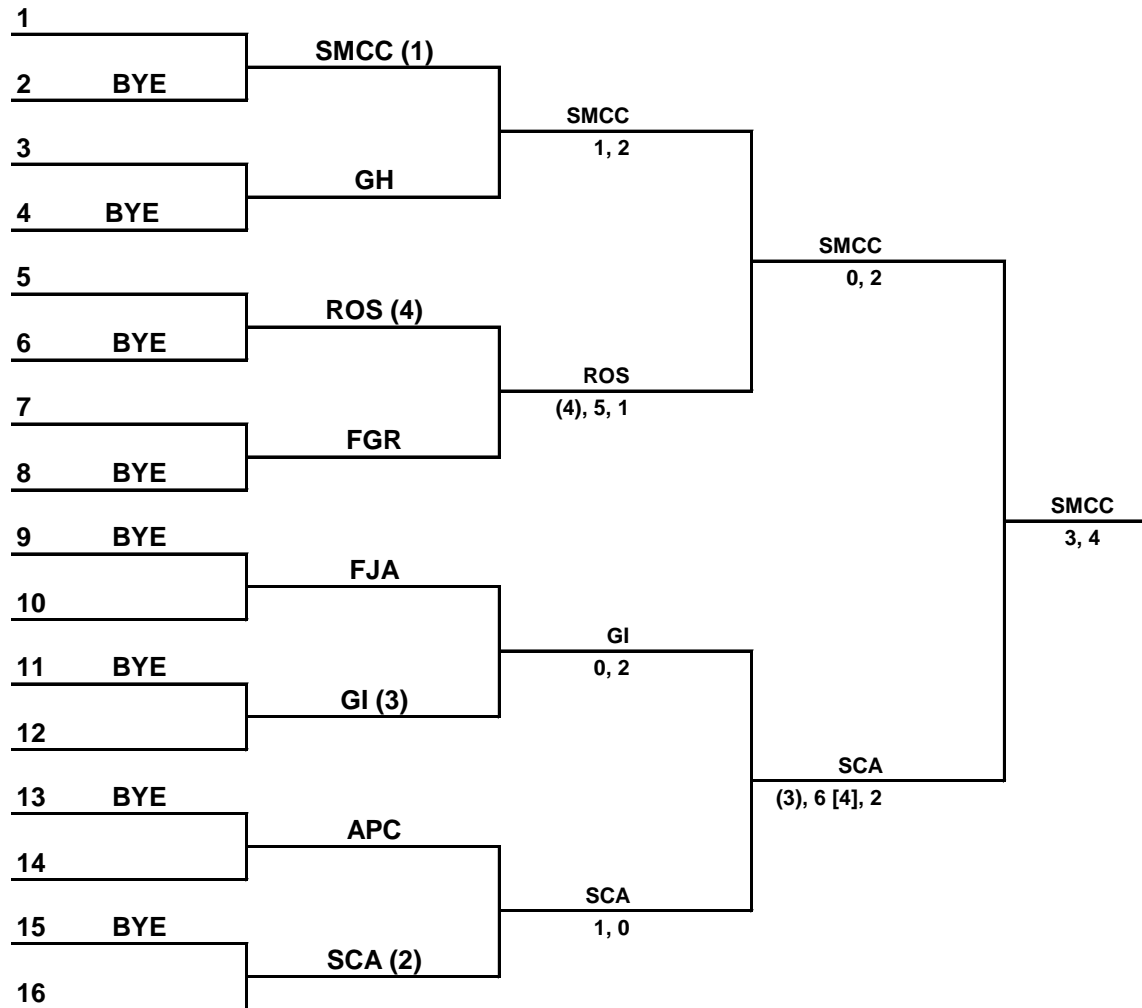 1
SMCC (1)
2 BYE
SMCC
1, 2
3
GH
4 BYE
SMCC
0, 2
5
ROS (4)
6 BYE
ROS
(4), 5, 1
7
FGR
8 BYE
SMCC
3, 4
9 BYE
FJA
10
GI
0, 2
11 BYE
GI (3)
12
SCA
(3), 6 [4], 2
13 BYE
APC
14
SCA
1, 0
15 BYE
SCA (2)
16